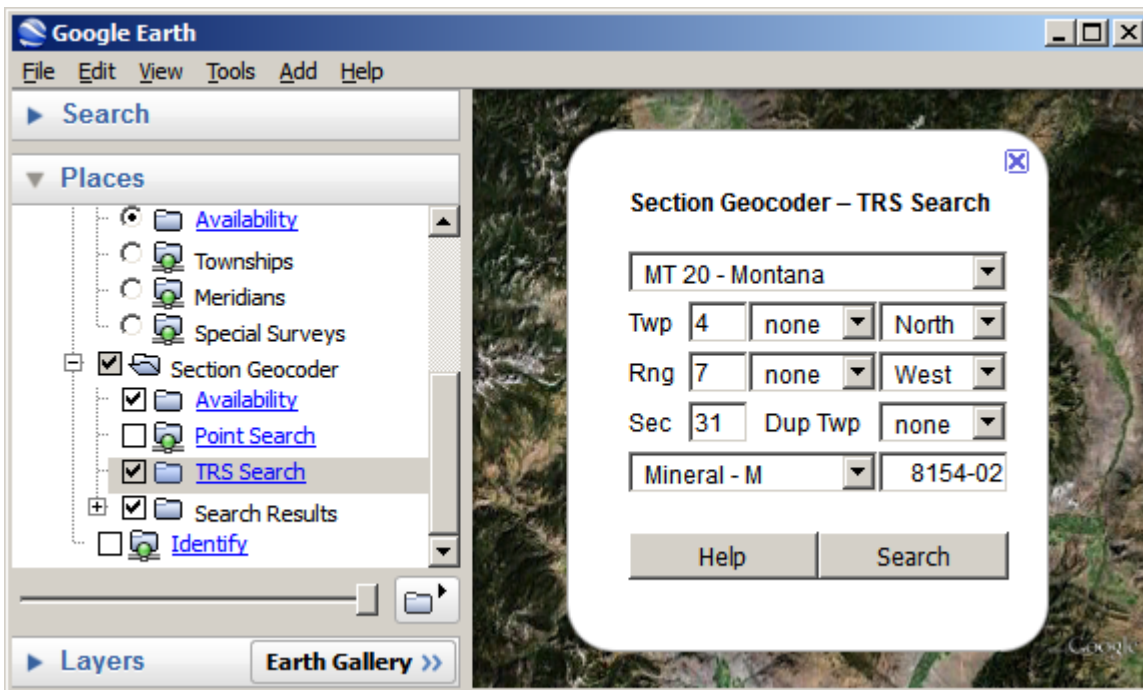 Google Earth
File Edit View Tools Add Help
Search
Places
Availability
Townships
Meridians
Special Surveys
Section Geocoder
Availability
Point Search
TRS Search
Search Results
Identify
Layers
Earth Gallery »
Section Geocoder – TRS Search
MT 20 - Montana
Twp 4 none North
Rng 7 none West
Sec 31 Dup Twp none
Mineral - M 8154-02
Help Search
Google